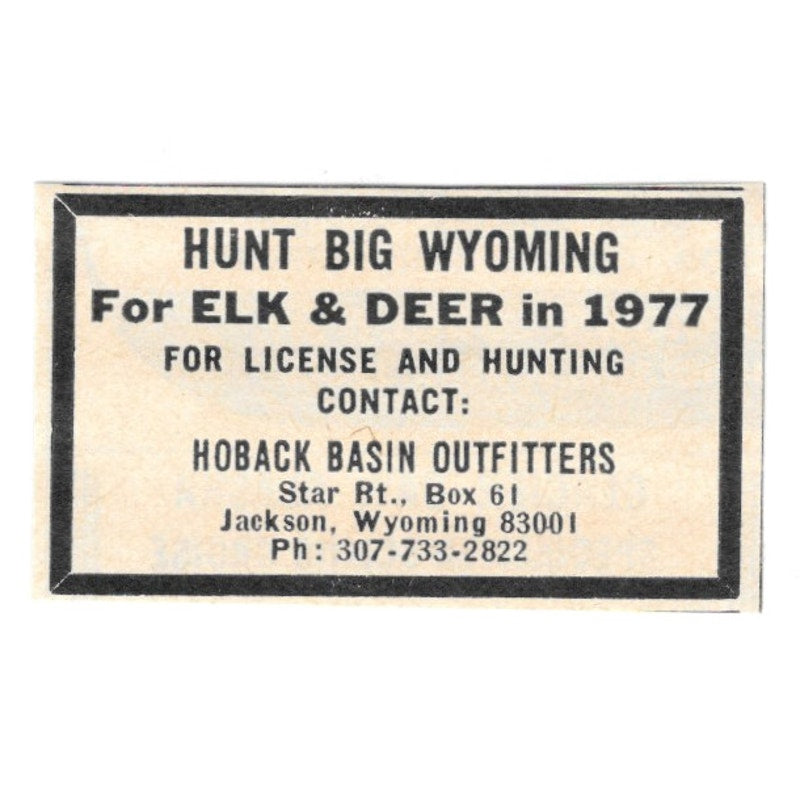 HUNT BIG WYOMING
For ELK & DEER in 1977
FOR LICENSE AND HUNTING
CONTACT:
HOBACK BASIN OUTFITTERS
Star Rt., Box 61
Jackson, Wyoming 83001
Ph: 307-733-2822